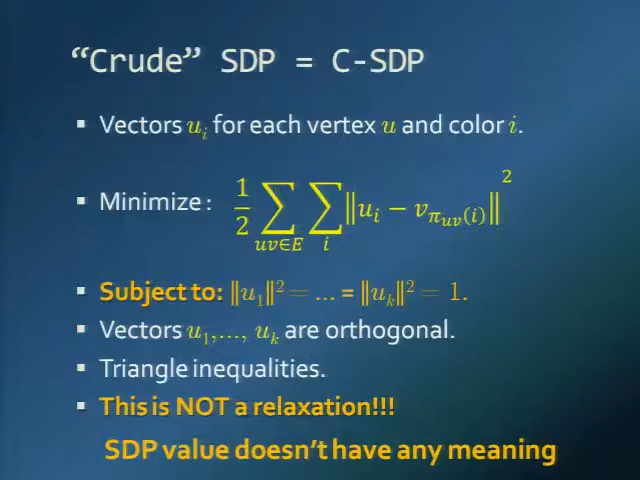 “Crude” SDP = C-SDP
▪ Vectors u_i for each vertex u and color i.
▪ Minimize: 1/2 ∑_{uv∈E} ∑_i ‖u_i − v_{π_{uv}(i)}‖^2
▪ Subject to: ‖u_1‖^2 = … = ‖u_k‖^2 = 1.
▪ Vectors u_1,…, u_k are orthogonal.
▪ Triangle inequalities.
▪ This is NOT a relaxation!!!
SDP value doesn’t have any meaning